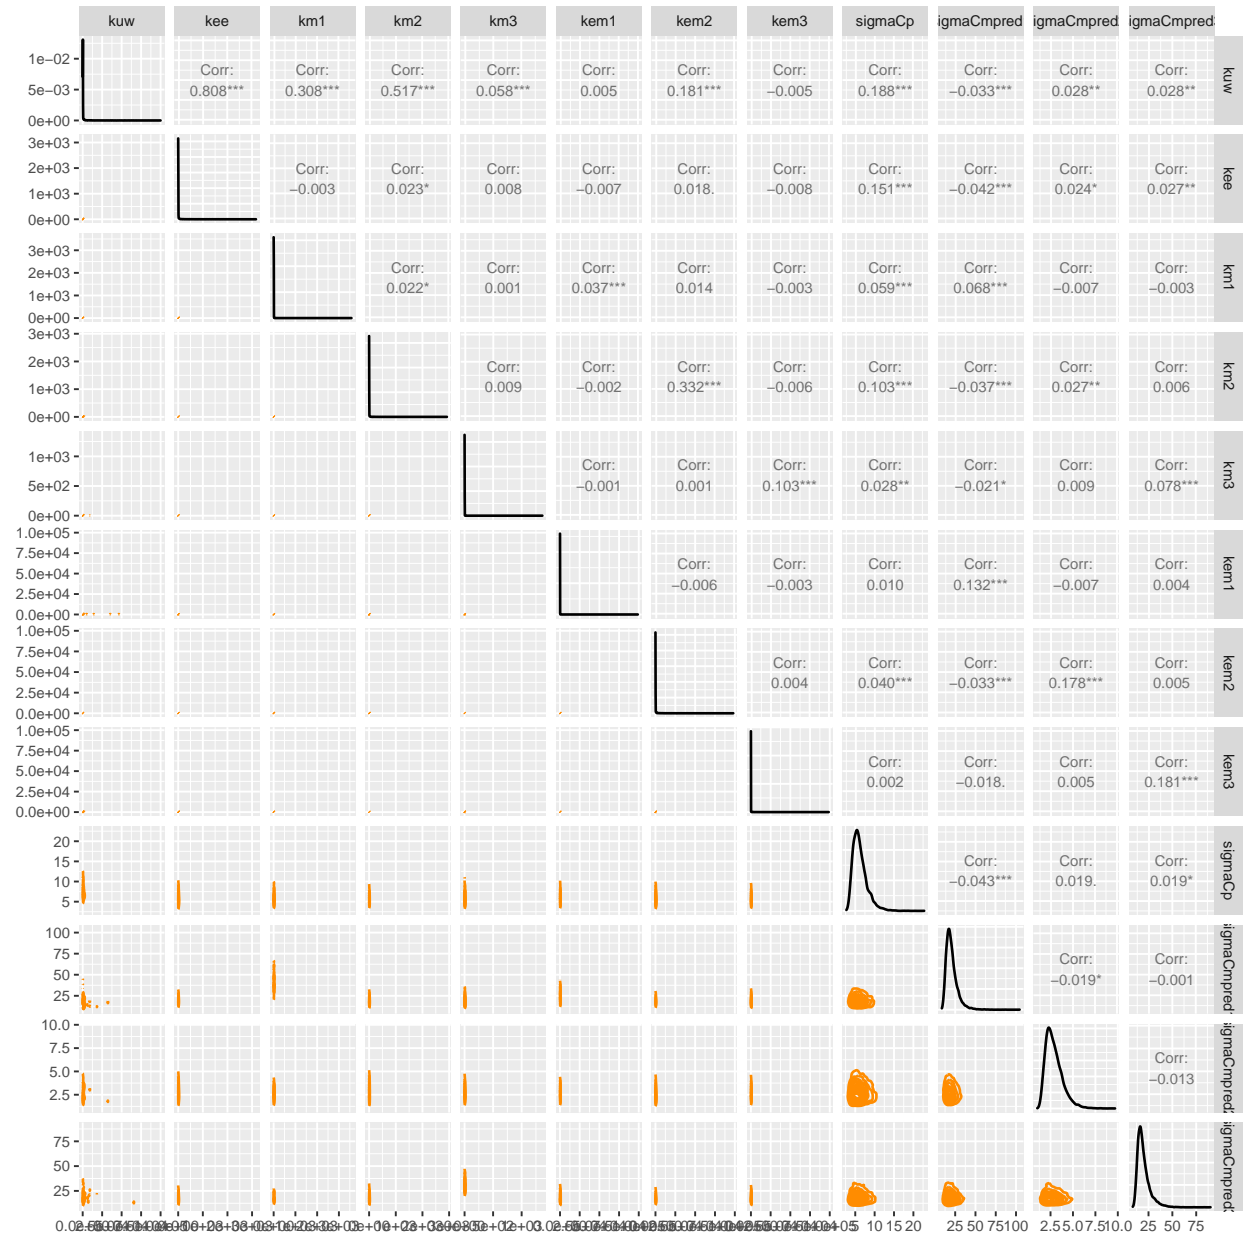 kuw kee km1 km2 km3 kem1 kem2 kem3 sigmaCp igmaCmpred igmaCmpred igmaCmpred
1e−02
5e−03
0e+00
Corr: Corr: Corr: Corr: Corr: Corr: Corr: Corr: Corr: Corr: Corr:
0.808*** 0.308*** 0.517*** 0.058*** 0.005 0.181*** −0.005 0.188*** −0.033*** 0.028** 0.028**
kuw
3e+03
2e+03
1e+03
0e+00
Corr: Corr: Corr: Corr: Corr: Corr: Corr: Corr: Corr: Corr:
−0.003 0.023* 0.008 −0.007 0.018. −0.008 0.151*** −0.042*** 0.024* 0.027**
kee
3e+03
2e+03
1e+03
0e+00
Corr: Corr: Corr: Corr: Corr: Corr: Corr: Corr: Corr:
0.022* 0.001 0.037*** 0.014 −0.003 0.059*** 0.068*** −0.007 −0.003
km1
3e+03
2e+03
1e+03
0e+00
Corr: Corr: Corr: Corr: Corr: Corr: Corr: Corr:
0.009 −0.002 0.332*** −0.006 0.103*** −0.037*** 0.027** 0.006
km2
1e+03
5e+02
0e+00
Corr: Corr: Corr: Corr: Corr: Corr: Corr:
−0.001 0.001 0.103*** 0.028** −0.021* 0.009 0.078***
km3
1.0e+05
7.5e+04
5.0e+04
2.5e+04
0.0e+00
Corr: Corr: Corr: Corr: Corr: Corr:
−0.006 −0.003 0.010 0.132*** −0.007 0.004
kem1
1.0e+05
7.5e+04
5.0e+04
2.5e+04
0.0e+00
Corr: Corr: Corr: Corr: Corr:
0.004 0.040*** −0.033*** 0.178*** 0.005
kem2
1.0e+05
7.5e+04
5.0e+04
2.5e+04
0.0e+00
Corr: Corr: Corr: Corr:
0.002 −0.018. 0.005 0.181***
kem3
20
15
10
5
Corr: Corr: Corr:
−0.043*** 0.019. 0.019*
sigmaCp
100
75
50
25
Corr: Corr:
−0.019* −0.001
igmaCmpred
10.0
7.5
5.0
2.5
Corr:
−0.013
igmaCmpred
75
50
25
igmaCmpred
5 10 15 20 25 50 75 100 2.5 5.0 7.5 10.0 25 50 75